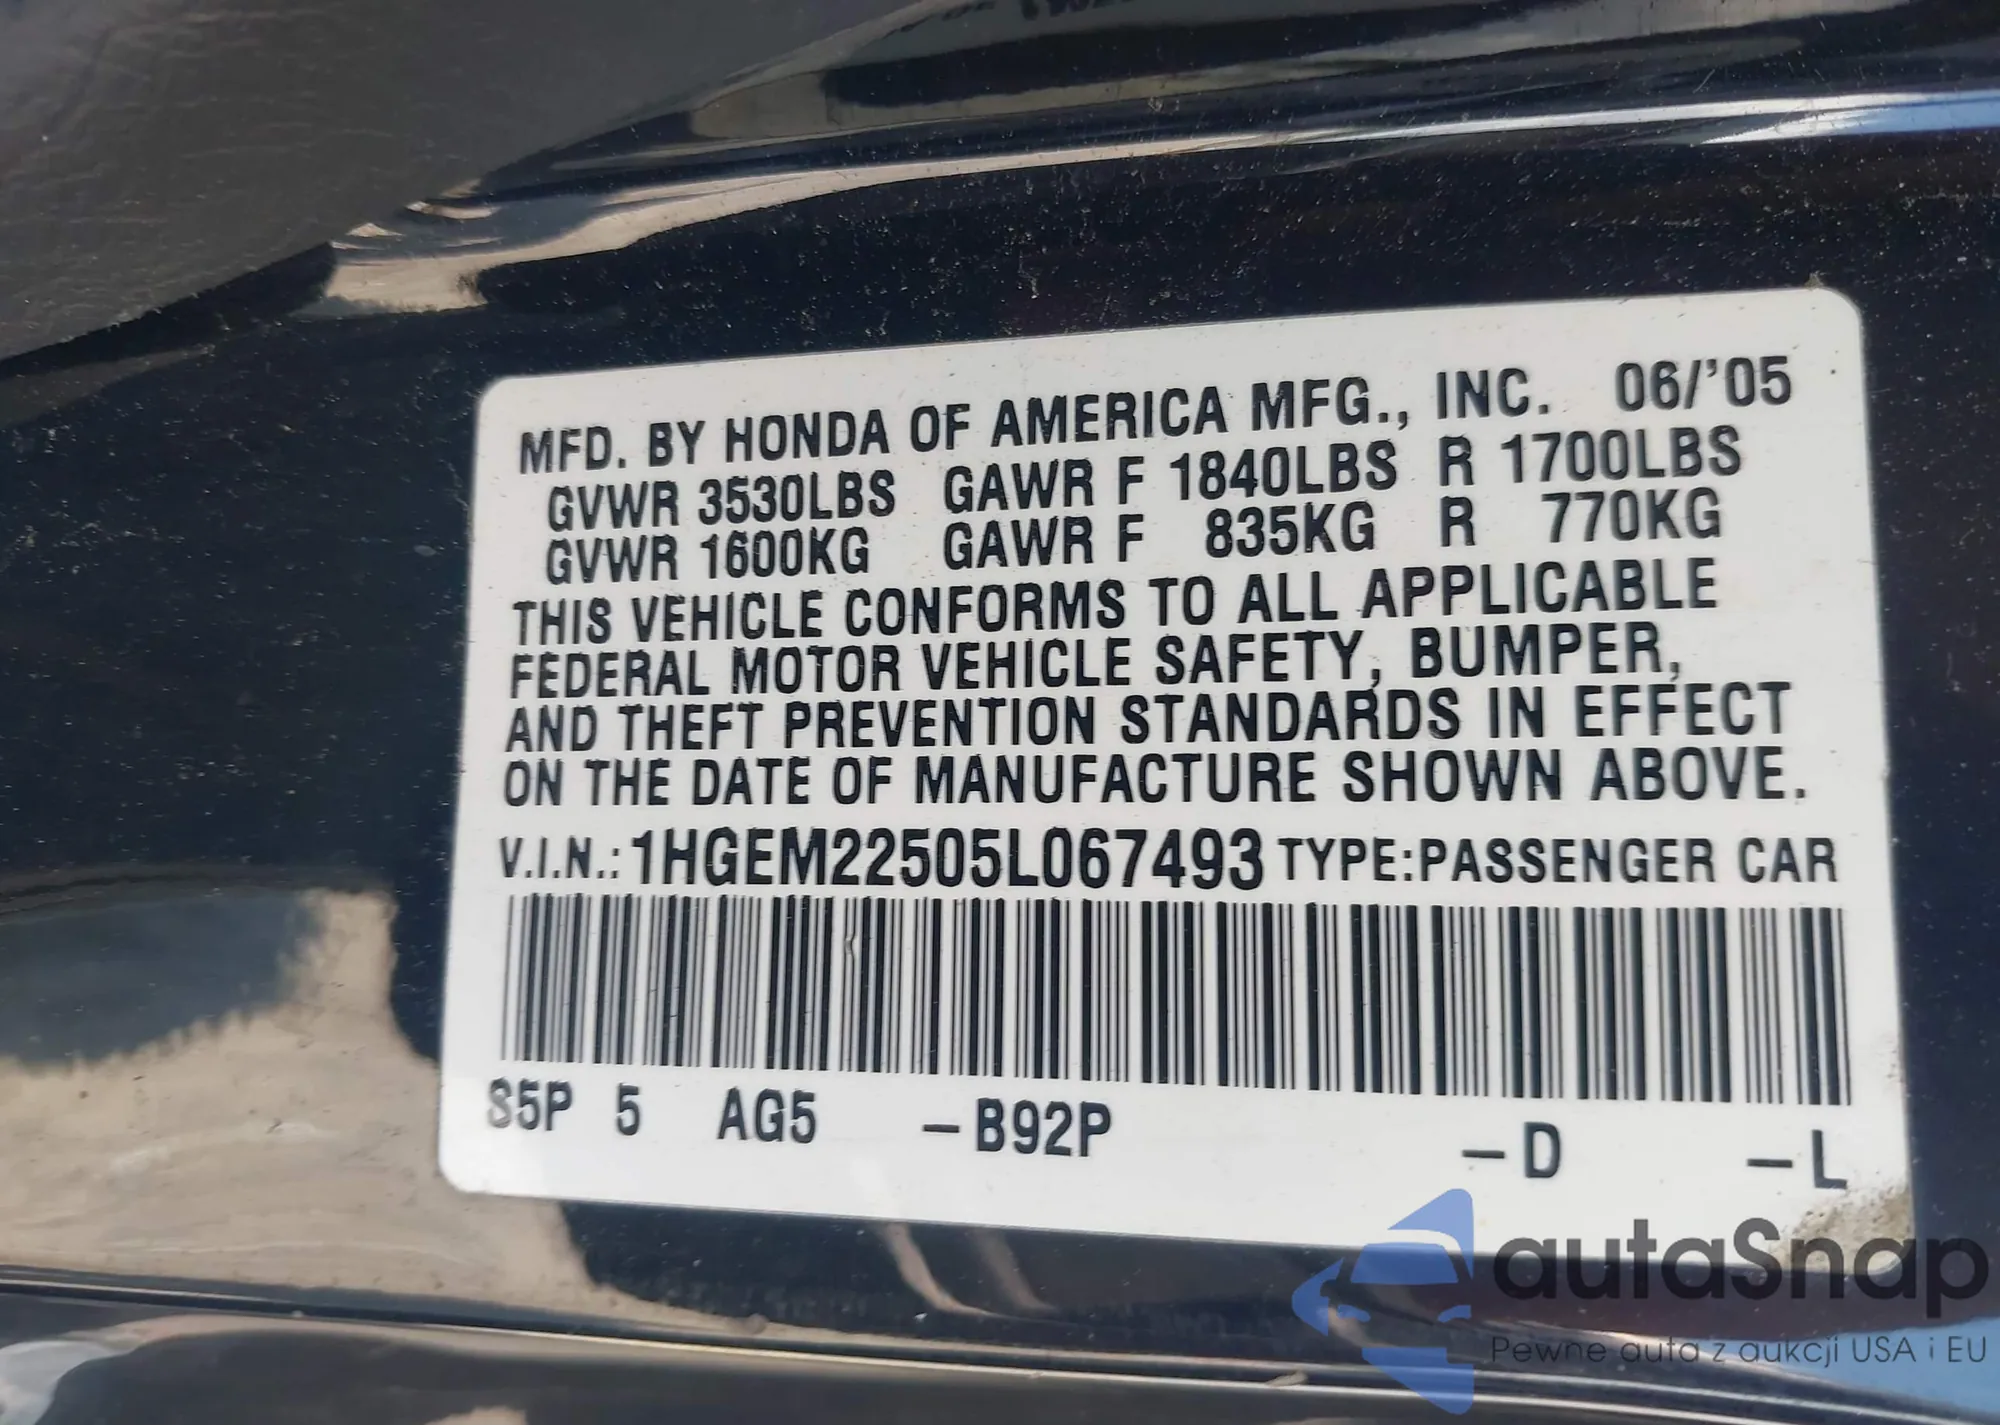 MFD. BY HONDA OF AMERICA MFG., INC. 06/'05
GVWR 3530LBS GAWR F 1840LBS R 1700LBS
GVWR 1600KG GAWR F 835KG R 770KG
THIS VEHICLE CONFORMS TO ALL APPLICABLE
FEDERAL MOTOR VEHICLE SAFETY, BUMPER,
AND THEFT PREVENTION STANDARDS IN EFFECT
ON THE DATE OF MANUFACTURE SHOWN ABOVE.
V.I.N.: 1HGEM22505L067493 TYPE:PASSENGER CAR
S5P 5 AG5 –B92P –D –L
autaSnap
Pewne auta z aukcji USA i EU